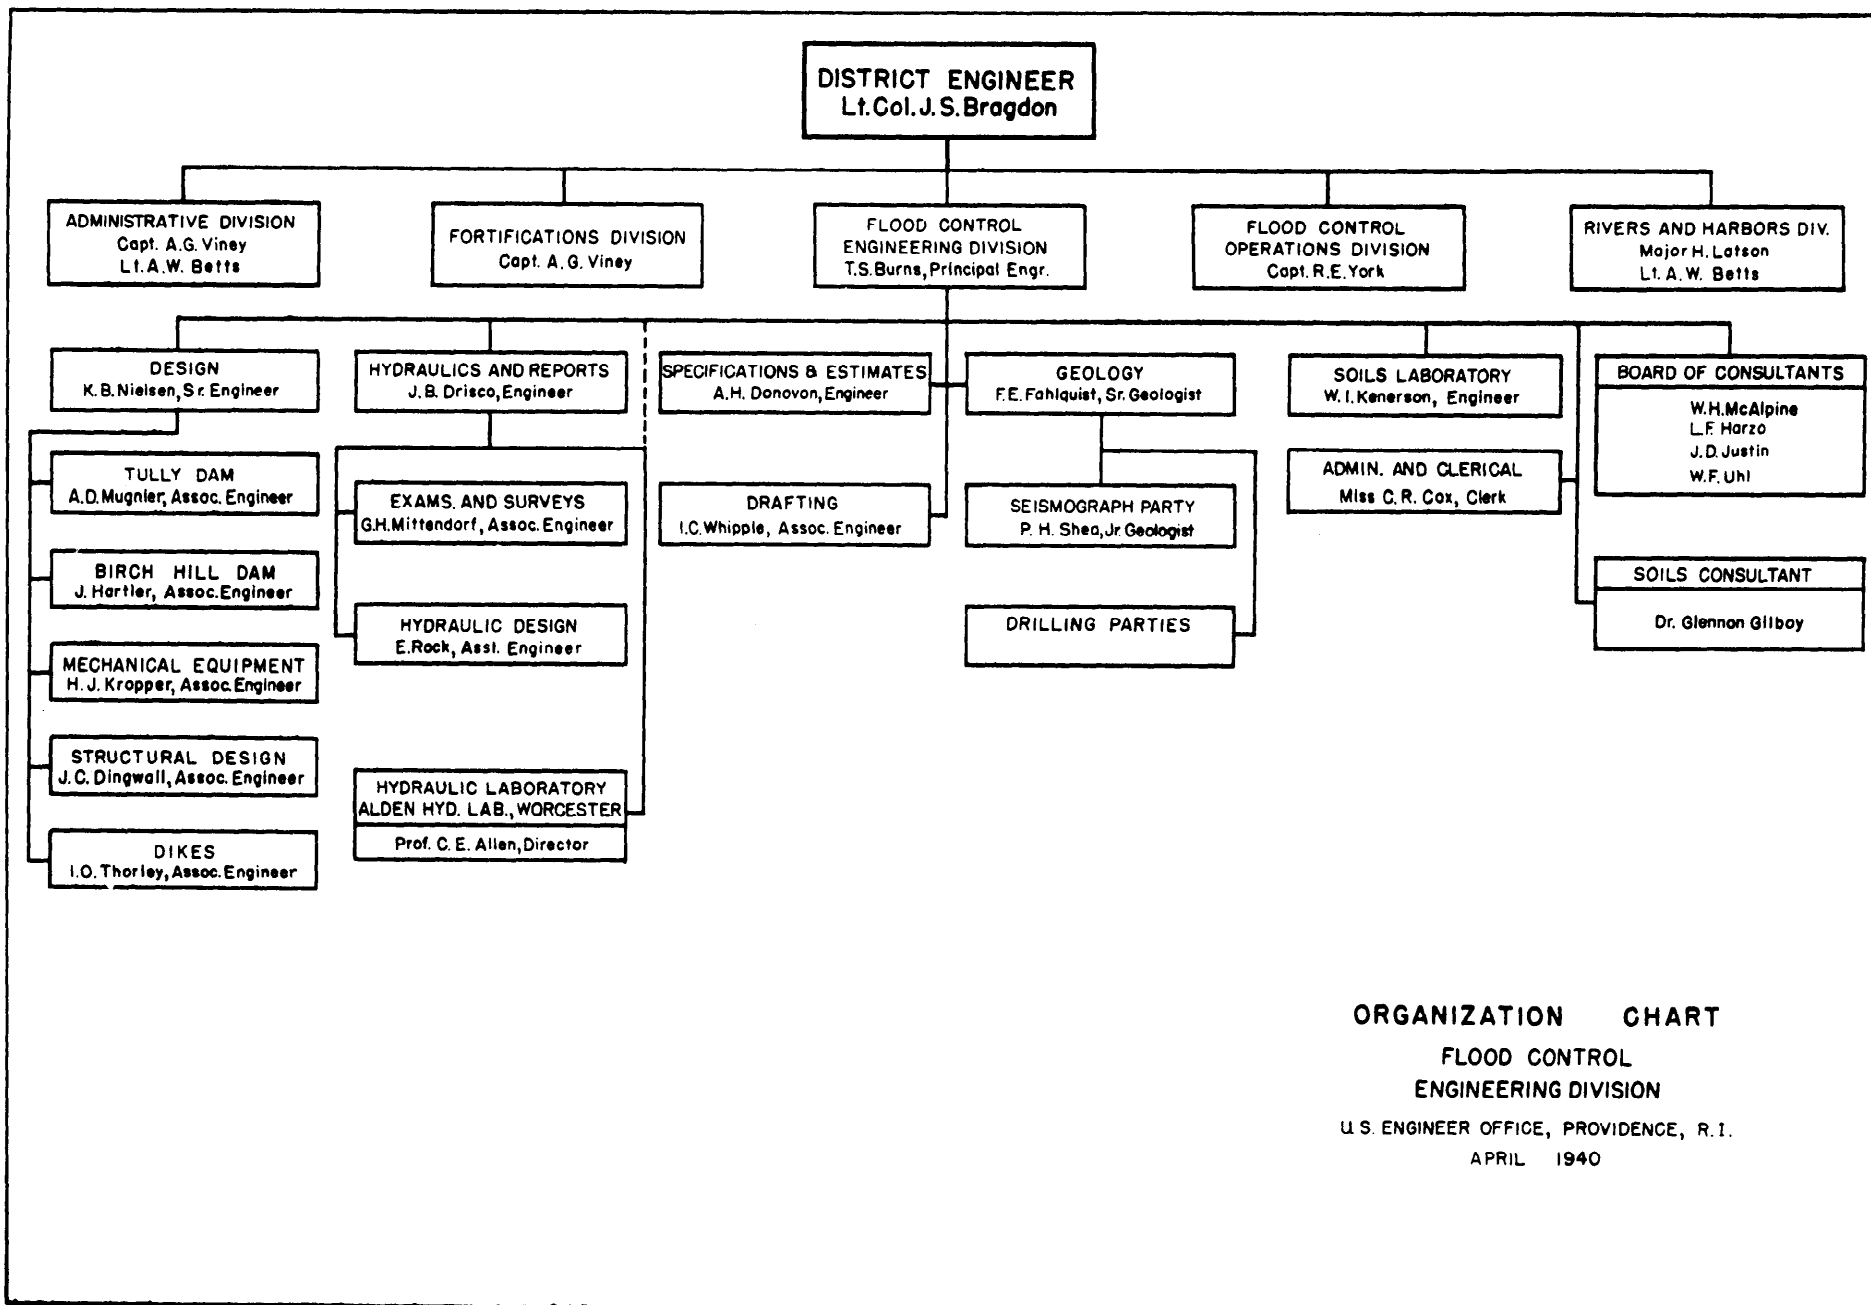 DISTRICT ENGINEER
Lt. Col. J. S. Bragdon
ADMINISTRATIVE DIVISION
Capt. A.G. Viney
Lt. A.W. Betts
FORTIFICATIONS DIVISION
Capt. A.G. Viney
FLOOD CONTROL
ENGINEERING DIVISION
T.S. Burns, Principal Engr.
FLOOD CONTROL
OPERATIONS DIVISION
Capt. R.E. York
RIVERS AND HARBORS DIV.
Major H. Latson
Lt. A.W. Betts
DESIGN
K.B. Nielsen, Sr. Engineer
HYDRAULICS AND REPORTS
J.B. Drisco, Engineer
SPECIFICATIONS & ESTIMATES
A.H. Donovon, Engineer
GEOLOGY
F.E. Fahlquist, Sr. Geologist
SOILS LABORATORY
W. I. Kenerson, Engineer
BOARD OF CONSULTANTS
W.H. McAlpine
L.F. Harza
J.D. Justin
W.F. Uhl
TULLY DAM
A.D. Mugnier, Assoc. Engineer
EXAMS. AND SURVEYS
G.H. Mittendorf, Assoc. Engineer
DRAFTING
I.C. Whipple, Assoc. Engineer
SEISMOGRAPH PARTY
P. H. Shea, Jr. Geologist
ADMIN. AND CLERICAL
Miss C. R. Cox, Clerk
BIRCH HILL DAM
J. Hartler, Assoc. Engineer
HYDRAULIC DESIGN
E. Rock, Asst. Engineer
DRILLING PARTIES
SOILS CONSULTANT
Dr. Glennon Gilboy
MECHANICAL EQUIPMENT
H. J. Kropper, Assoc. Engineer
STRUCTURAL DESIGN
J.C. Dingwall, Assoc. Engineer
HYDRAULIC LABORATORY
ALDEN HYD. LAB., WORCESTER
Prof. C. E. Allen, Director
DIKES
I.O. Thorley, Assoc. Engineer
ORGANIZATION CHART
FLOOD CONTROL
ENGINEERING DIVISION
U.S. ENGINEER OFFICE, PROVIDENCE, R.I.
APRIL 1940